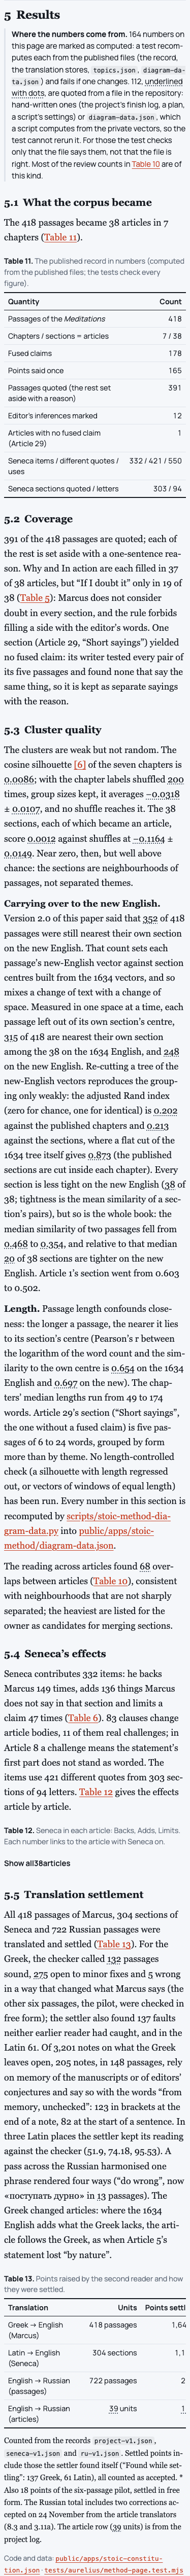 5 Results
Where the numbers come from. 164 numbers on
this page are marked as computed: a test recom-
putes each from the published files (the record,
the translation stores, topics.json, diagram-da-
ta.json) and fails if one changes. 112, underlined
with dots, are quoted from a file in the repository:
hand-written ones (the project's finish log, a plan,
a script's settings) or diagram-data.json, which
a script computes from the private vectors, so the
test cannot rerun it. For those the test checks
only that the file says them, not that the file is
right. Most of the review counts in Table 10 are of
this kind.
5.1 What the corpus became
The 418 passages became 38 articles in 7
chapters (Table 11).
Table 11. The published record in numbers (computed
from the published files; the tests check every
figure).
Quantity Count
Passages of the Meditations 418
Chapters / sections = articles 7 / 38
Fused claims 178
Points said once 165
Passages quoted (the rest set 391
aside with a reason)
Editor's inferences marked 12
Articles with no fused claim 1
(Article 29)
Seneca items / different quotes / 332 / 421 / 550
uses
Seneca sections quoted / letters 303 / 94
5.2 Coverage
391 of the 418 passages are quoted; each of
the rest is set aside with a one-sentence rea-
son. Why and In action are each filled in 37
of 38 articles, but “If I doubt it” only in 19 of
38 (Table 5): Marcus does not consider
doubt in every section, and the rule forbids
filling a side with the editor's words. One
section (Article 29, “Short sayings”) yielded
no fused claim: its writer tested every pair of
its five passages and found none that say the
same thing, so it is kept as separate sayings
with the reason.
5.3 Cluster quality
The clusters are weak but not random. The
cosine silhouette [6] of the seven chapters is
0.0086; with the chapter labels shuffled 200
times, group sizes kept, it averages −0.0318
± 0.0107, and no shuffle reaches it. The 38
sections, each of which became an article,
score 0.0012 against shuffles at −0.1164 ±
0.0149. Near zero, then, but well above
chance: the sections are neighbourhoods of
passages, not separated themes.
Carrying over to the new English.
Version 2.0 of this paper said that 352 of 418
passages were still nearest their own section
on the new English. That count sets each
passage's new-English vector against section
centres built from the 1634 vectors, and so
mixes a change of text with a change of
space. Measured in one space at a time, each
passage left out of its own section's centre,
315 of 418 are nearest their own section
among the 38 on the 1634 English, and 248
on the new English. Re-cutting a tree of the
new-English vectors reproduces the group-
ing only weakly: the adjusted Rand index
(zero for chance, one for identical) is 0.202
against the published chapters and 0.213
against the sections, where a flat cut of the
1634 tree itself gives 0.873 (the published
sections are cut inside each chapter). Every
section is less tight on the new English (38 of
38; tightness is the mean similarity of a sec-
tion's pairs), but so is the whole book: the
median similarity of two passages fell from
0.468 to 0.354, and relative to that median
20 of 38 sections are tighter on the new
English. Article 1's section went from 0.603
to 0.502.
Length. Passage length confounds close-
ness: the longer a passage, the nearer it lies
to its section's centre (Pearson's r between
the logarithm of the word count and the sim-
ilarity to the own centre is 0.654 on the 1634
English and 0.697 on the new). The chap-
ters' median lengths run from 49 to 174
words. Article 29's section (“Short sayings”,
the one without a fused claim) is five pas-
sages of 6 to 24 words, grouped by form
more than by theme. No length-controlled
check (a silhouette with length regressed
out, or vectors of windows of equal length)
has been run. Every number in this section is
recomputed by scripts/stoic-method-dia-
gram-data.py into public/apps/stoic-
method/diagram-data.json.
The reading across articles found 68 over-
laps between articles (Table 10), consistent
with neighbourhoods that are not sharply
separated; the heaviest are listed for the
owner as candidates for merging sections.
5.4 Seneca's effects
Seneca contributes 332 items: he backs
Marcus 149 times, adds 136 things Marcus
does not say in that section and limits a
claim 47 times (Table 6). 83 clauses change
article bodies, 11 of them real challenges; in
Article 8 a challenge means the statement's
first part does not stand as worded. The
items use 421 different quotes from 303 sec-
tions of 94 letters. Table 12 gives the effects
article by article.
Table 12. Seneca in each article: Backs, Adds, Limits.
Each number links to the article with Seneca on.
Show all38articles
5.5 Translation settlement
All 418 passages of Marcus, 304 sections of
Seneca and 722 Russian passages were
translated and settled (Table 13). For the
Greek, the checker called 132 passages
sound, 275 open to minor fixes and 5 wrong
in a way that changed what Marcus says (the
other six passages, the pilot, were checked in
free form); the settler also found 137 faults
neither earlier reader had caught, and in the
Latin 61. Of 3,201 notes on what the Greek
leaves open, 205 notes, in 148 passages, rely
on memory of the manuscripts or of editors'
conjectures and say so with the words “from
memory, unchecked”: 123 in brackets at the
end of a note, 82 at the start of a sentence. In
three Latin places the settler kept its reading
against the checker (51.9, 74.18, 95.53). A
pass across the Russian harmonised one
phrase rendered four ways (“do wrong”, now
«поступать дурно» in 13 passages). The
Greek changed articles: where the 1634
English adds what the Greek lacks, the arti-
cle follows the Greek, as when Article 5's
statement lost “by nature”.
Table 13. Points raised by the second reader and how
they were settled.
Translation Units Points settl
Greek → English 418 passages 1,64
(Marcus)
Latin → English 304 sections 1,1
(Seneca)
English → Russian 722 passages 2
(passages)
English → Russian 39 units 1
(articles)
Counted from the records project-v1.json,
seneca-v1.json and ru-v1.json. Settled points in-
clude those the settler found itself (“Found while set-
tling”: 137 Greek, 61 Latin), all counted as accepted. *
Also 18 points of the six-passage pilot, settled in free
form. The Russian total includes two corrections ac-
cepted on 24 November from the article translators
(8.3 and 3.11a). The article row (39 units) is from the
project log.
Code and data: public/apps/stoic-constitu-
tion.json · tests/aurelius/method-page.test.mjs